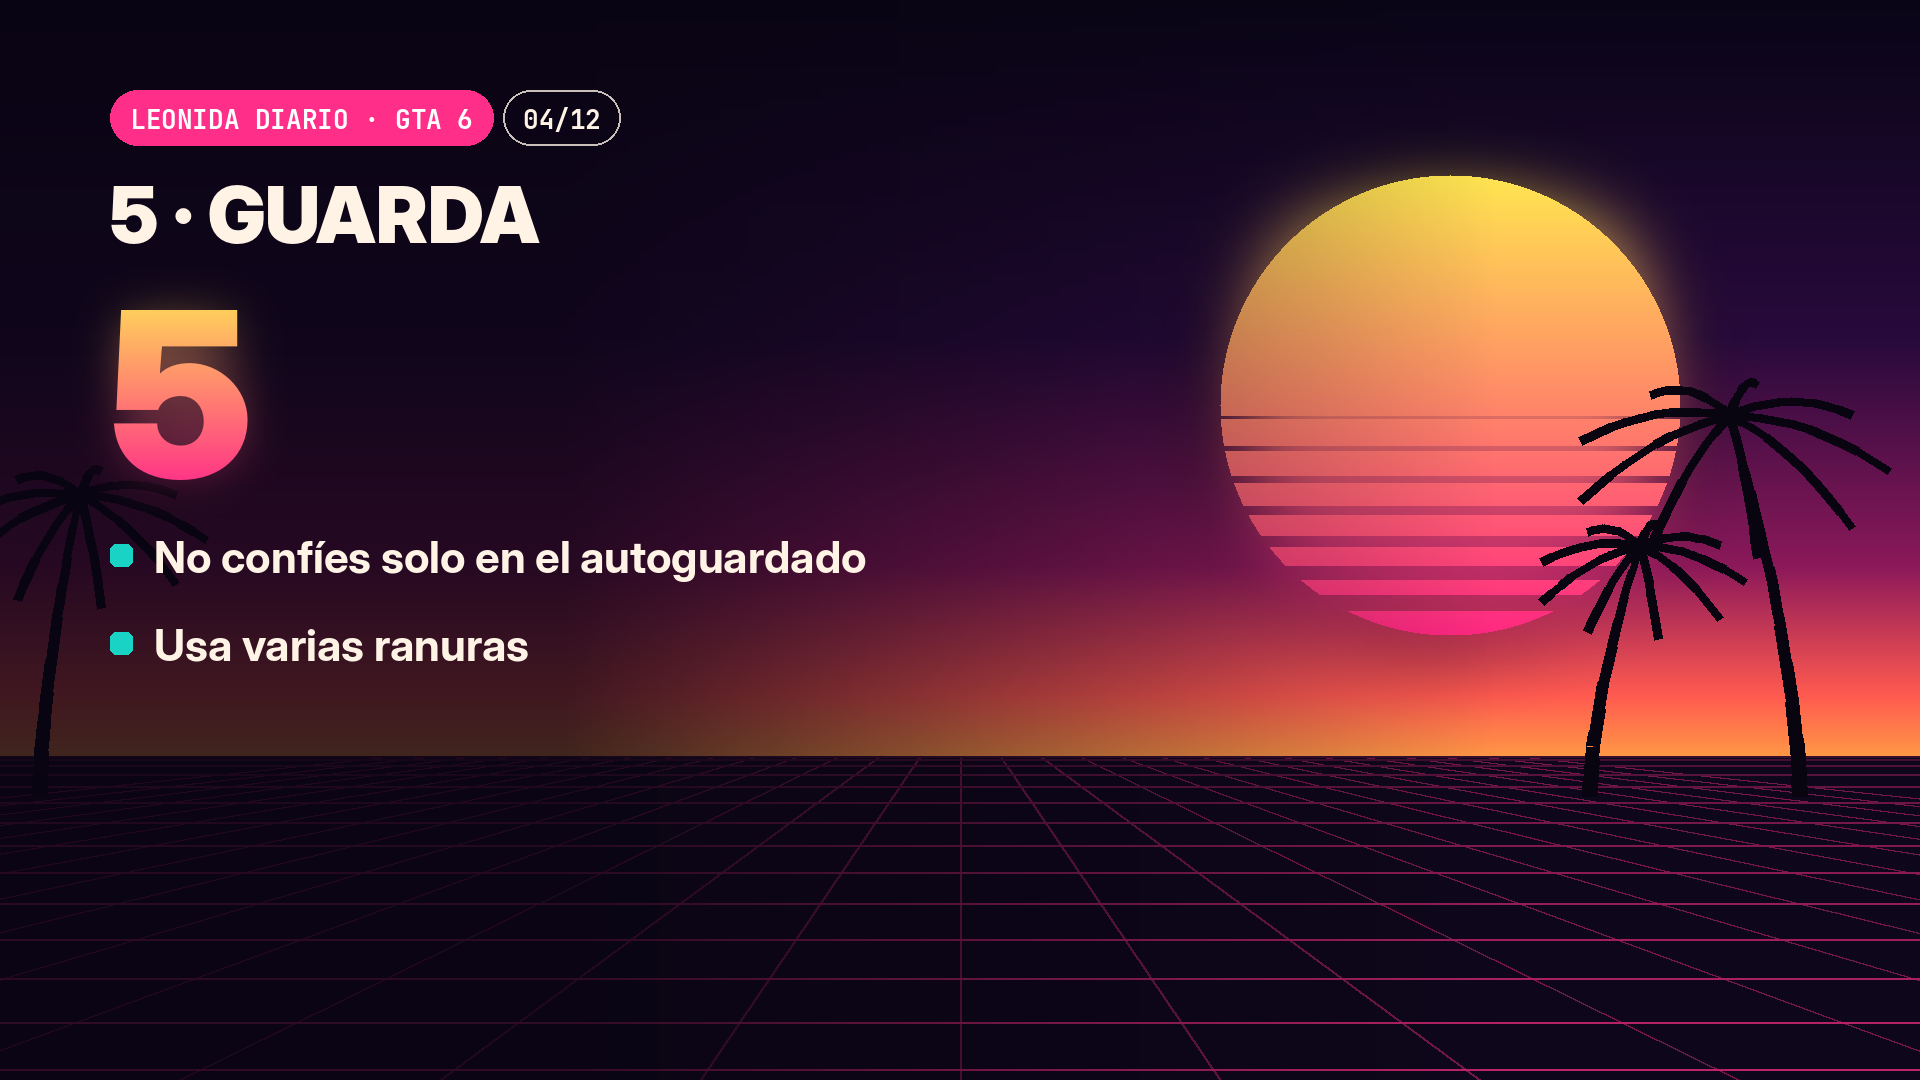 LEONIDA DIARIO · GTA 6
04/12
5 · GUARDA
5
No confíes solo en el autoguardado
Usa varias ranuras